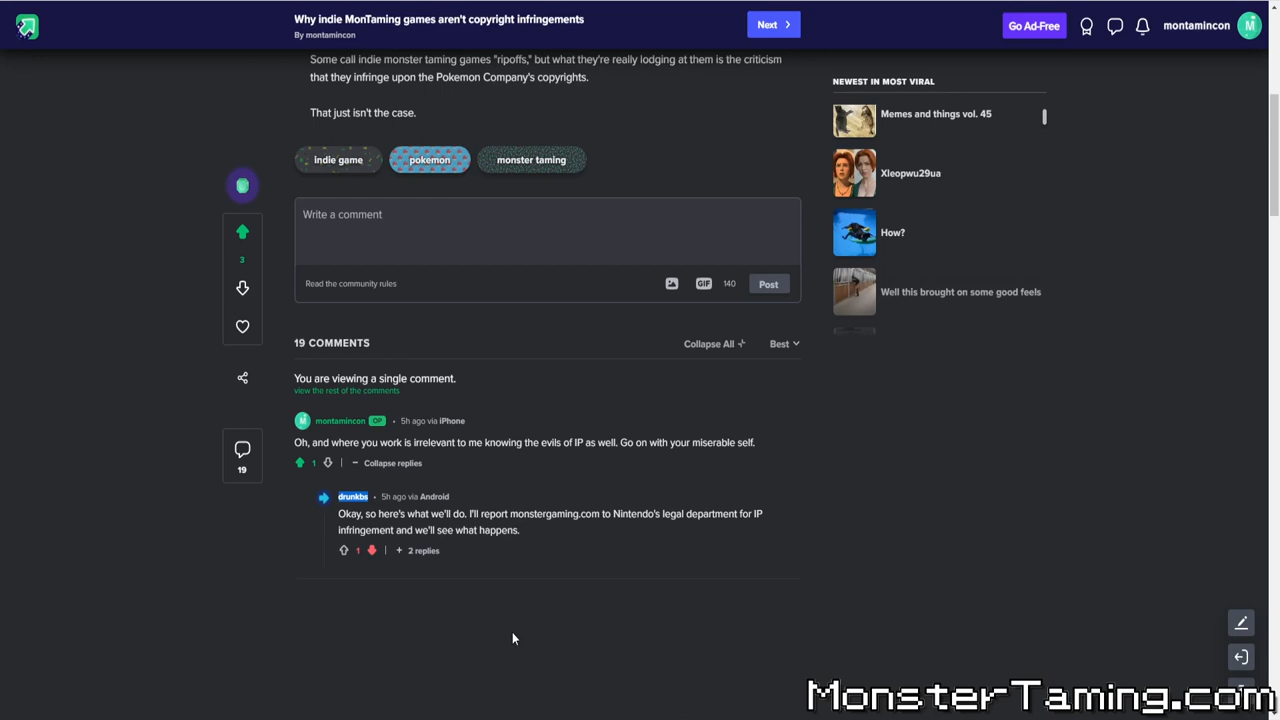 Why indie MonTaming games aren't copyright infringements
By montamincon
Next
Go Ad-Free
montamincon
M
Some call indie monster taming games "ripoffs," but what they're really lodging at them is the criticism
that they infringe upon the Pokemon Company's copyrights.
That just isn't the case.
indie game
pokemon
monster taming
3
Write a comment
Read the community rules
GIF
140
Post
19 COMMENTS
Collapse All
Best
You are viewing a single comment.
view the rest of the comments
M
montamincon OP • 5h ago via iPhone
Oh, and where you work is irrelevant to me knowing the evils of IP as well. Go on with your miserable self.
1 | − Collapse replies
19
drunkbs • 5h ago via Android
Okay, so here's what we'll do. I'll report monstergaming.com to Nintendo's legal department for IP
infringement and we'll see what happens.
1 | + 2 replies
NEWEST IN MOST VIRAL
Memes and things vol. 45
Xleopwu29ua
How?
Well this brought on some good feels
MonsterTaming.com